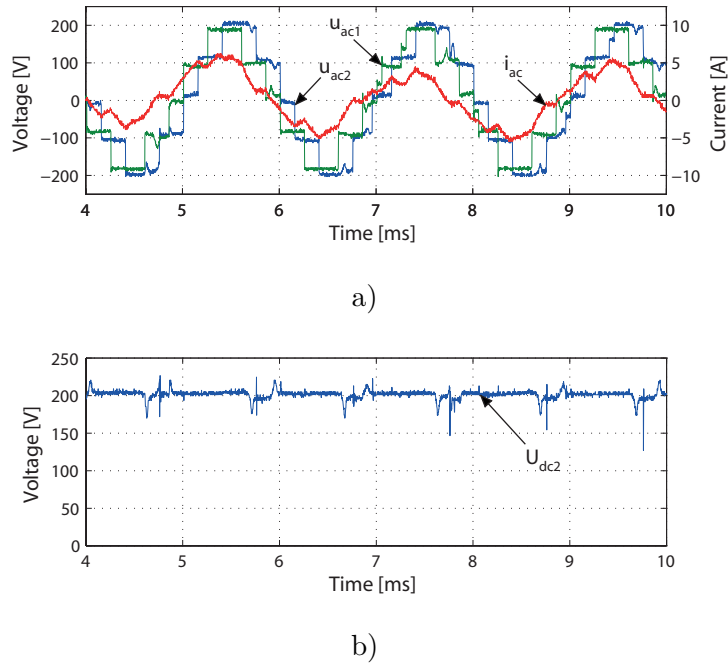 200 100 0 −100 −200
Voltage [V]
u_ac1
u_ac2
i_ac
10 5 0 −5 −10
Current [A]
4 5 6 7 8 9 10
Time [ms]
a)
250 200 150 100 50 0
Voltage [V]
U_dc2
4 5 6 7 8 9 10
Time [ms]
b)